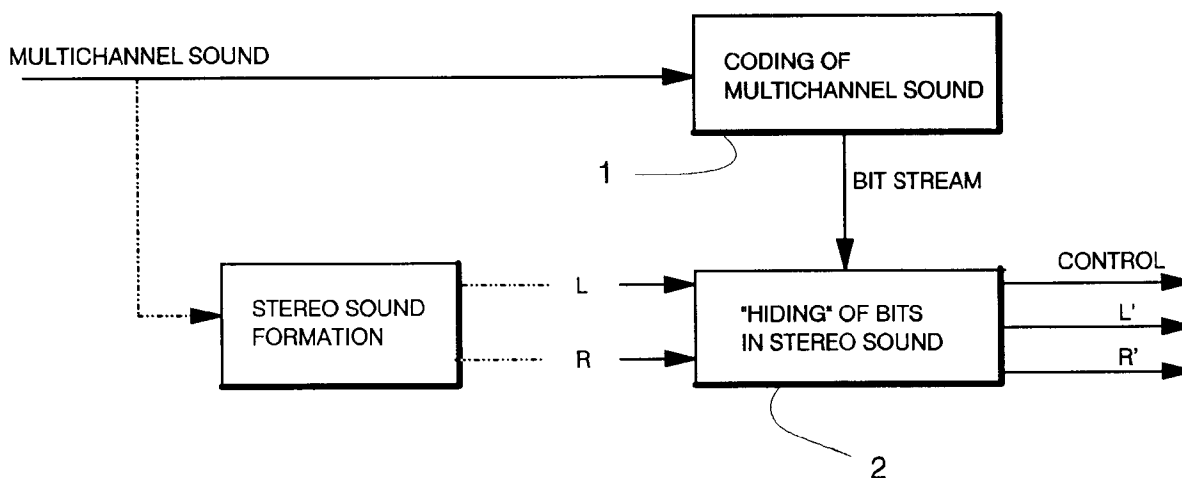 MULTICHANNEL SOUND
CODING OF
MULTICHANNEL SOUND
1
BIT STREAM
STEREO SOUND
FORMATION
L
R
"HIDING" OF BITS
IN STEREO SOUND
CONTROL
L'
R'
2